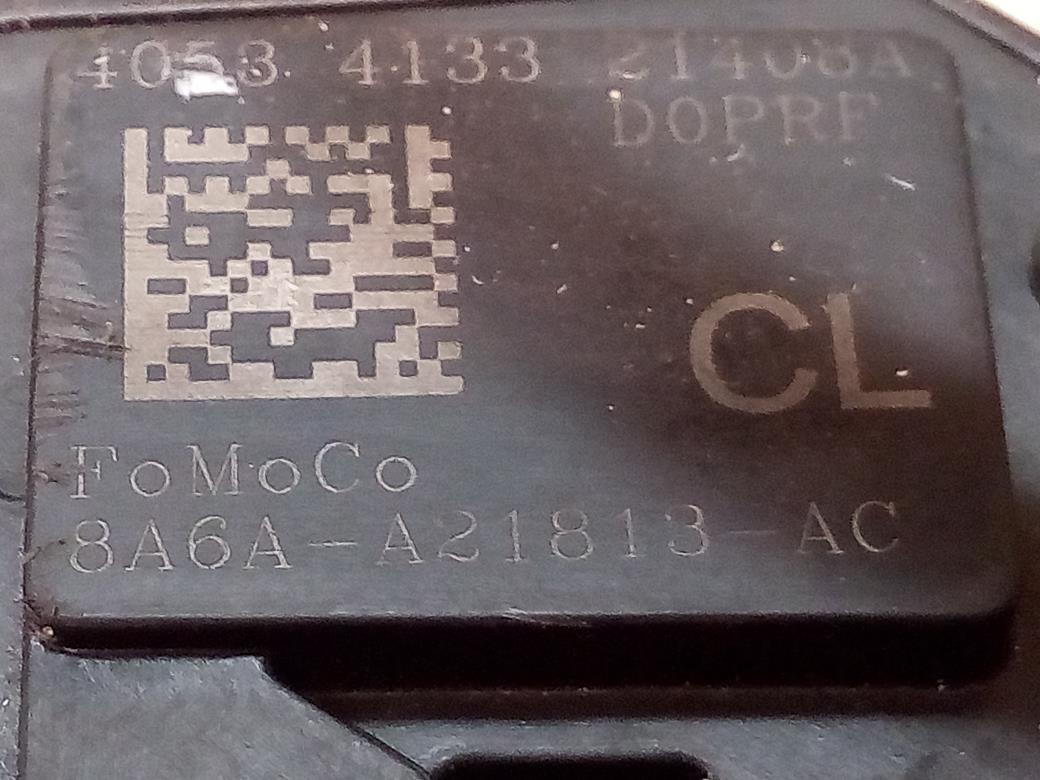 4053 4133 21408A
D0PRF
CL
FoMoCo
8A6A-A21813-AC